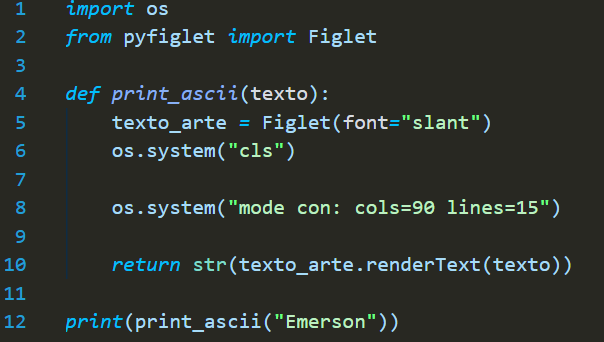 1 import os
2 from pyfiglet import Figlet
3
4 def print_ascii(texto):
5     texto_arte = Figlet(font="slant")
6     os.system("cls")
7
8     os.system("mode con: cols=90 lines=15")
9
10     return str(texto_arte.renderText(texto))
11
12 print(print_ascii("Emerson"))